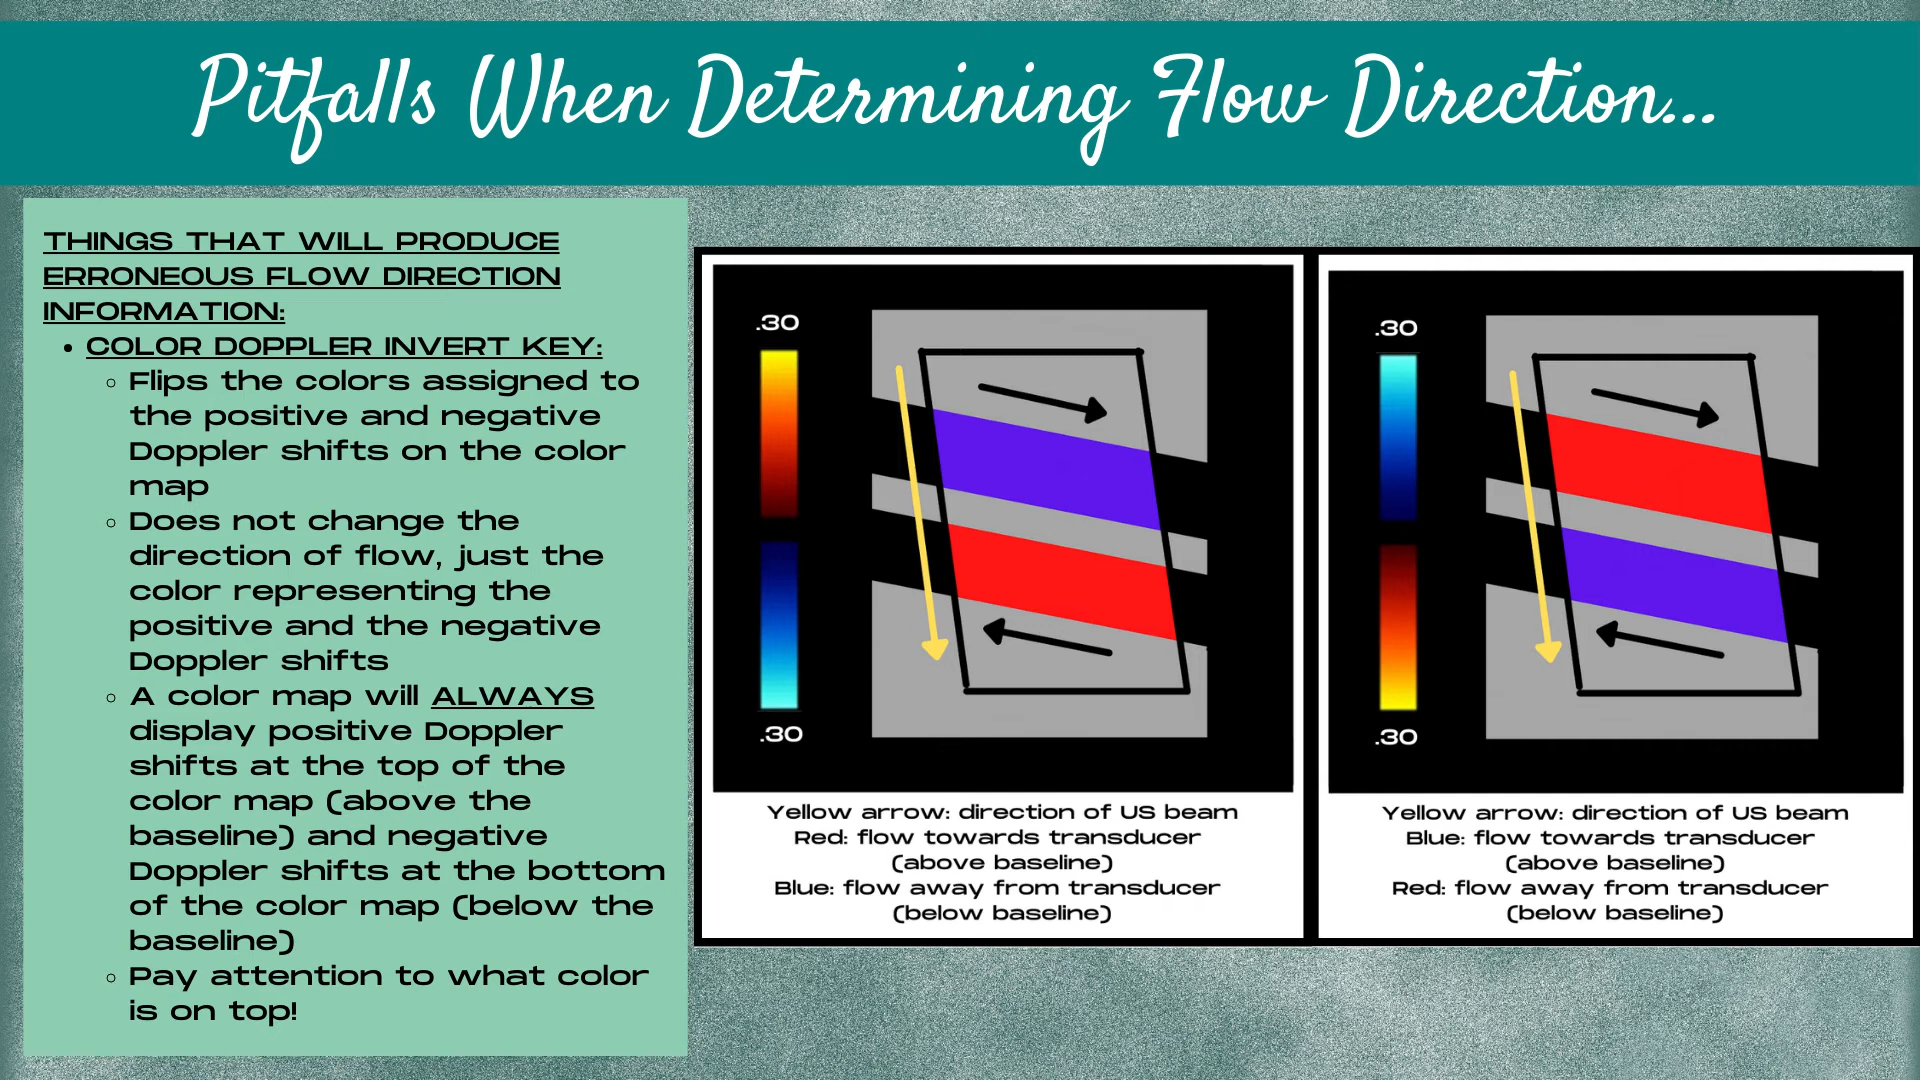 Pitfalls When Determining Flow Direction...
THINGS THAT WILL PRODUCE
ERRONEOUS FLOW DIRECTION
INFORMATION:
• COLOR DOPPLER INVERT KEY:
◦ Flips the colors assigned to
the positive and negative
Doppler shifts on the color
map
◦ Does not change the
direction of flow, just the
color representing the
positive and the negative
Doppler shifts
◦ A color map will ALWAYS
display positive Doppler
shifts at the top of the
color map (above the
baseline) and negative
Doppler shifts at the bottom
of the color map (below the
baseline)
◦ Pay attention to what color
is on top!
.30
.30
Yellow arrow: direction of US beam
Red: flow towards transducer
(above baseline)
Blue: flow away from transducer
(below baseline)
.30
.30
Yellow arrow: direction of US beam
Blue: flow towards transducer
(above baseline)
Red: flow away from transducer
(below baseline)